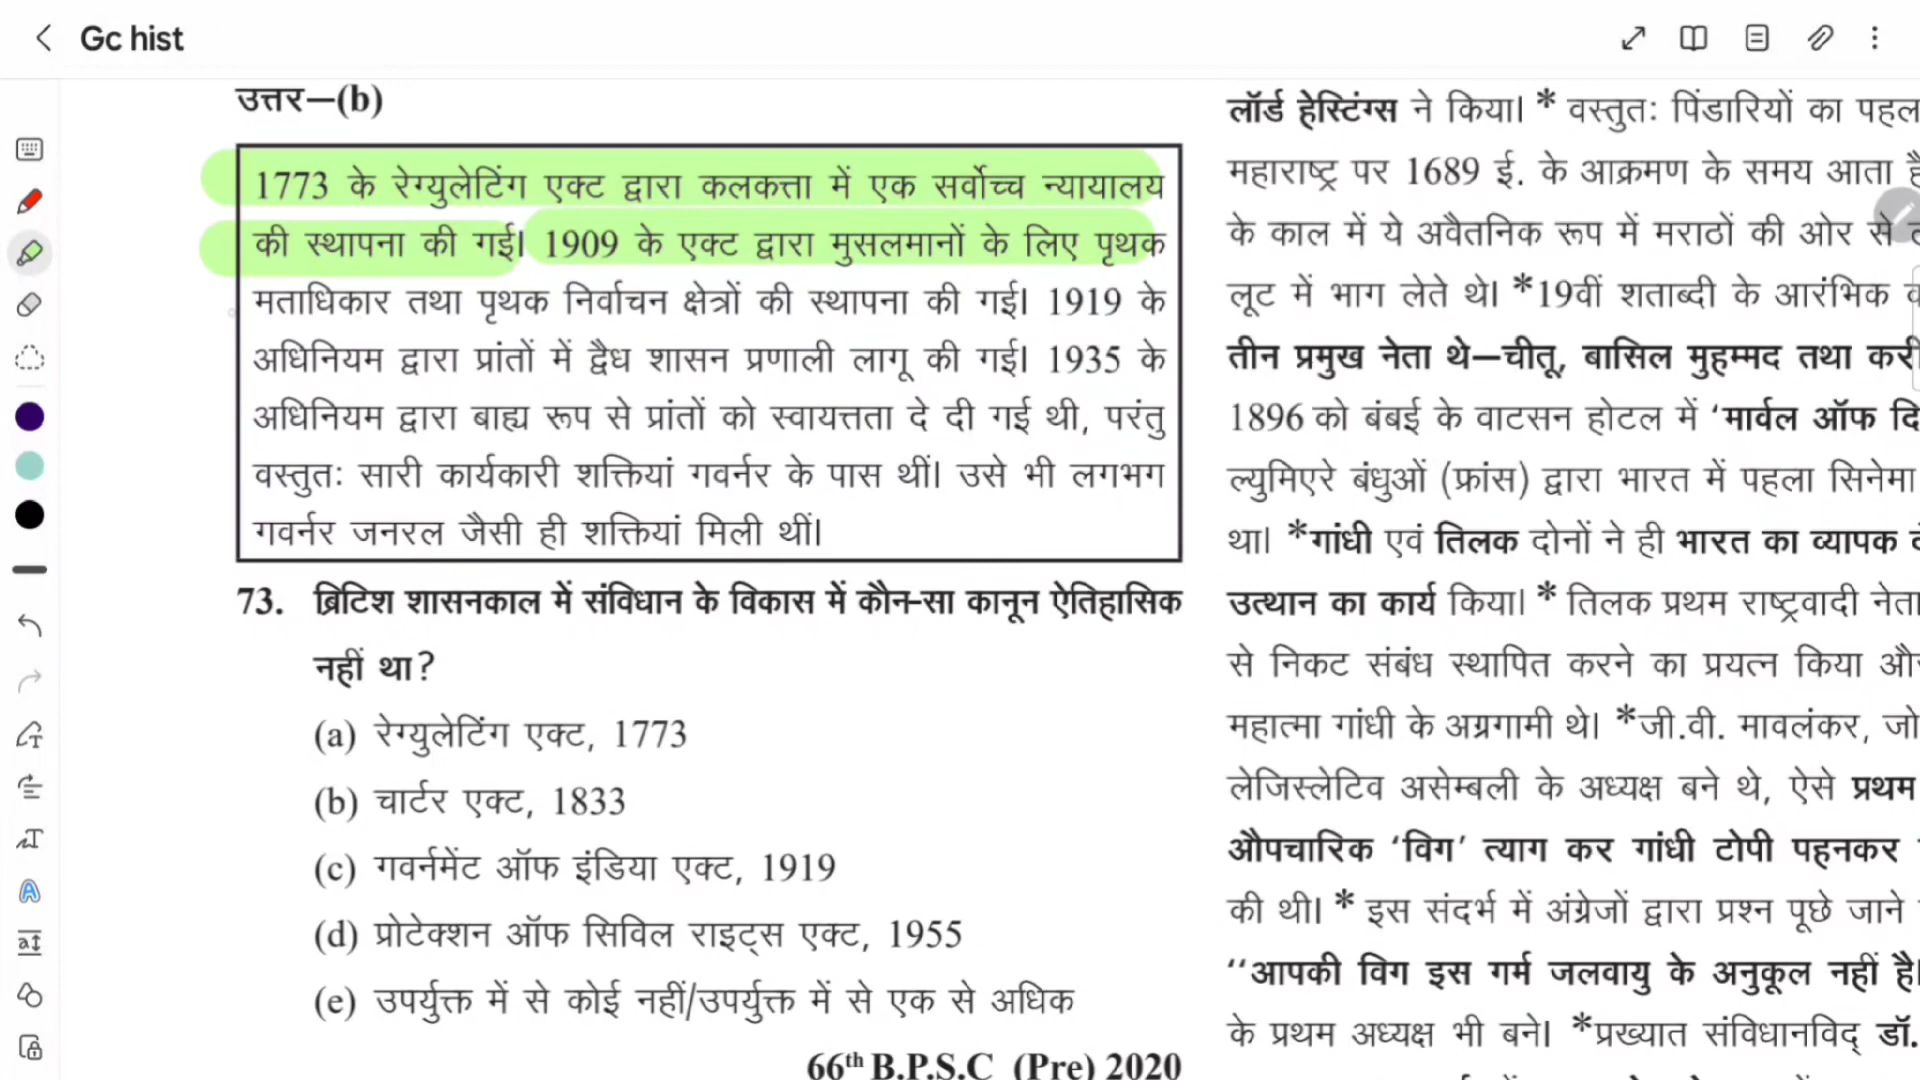 Gc hist
उत्तर—(b)
1773 के रेग्युलेटिंग एक्ट द्वारा कलकत्ता में एक सर्वोच्च न्यायालय
की स्थापना की गई। 1909 के एक्ट द्वारा मुसलमानों के लिए पृथक
मताधिकार तथा पृथक निर्वाचन क्षेत्रों की स्थापना की गई। 1919 के
अधिनियम द्वारा प्रांतों में द्वैध शासन प्रणाली लागू की गई। 1935 के
अधिनियम द्वारा बाह्य रूप से प्रांतों को स्वायत्तता दे दी गई थी, परंतु
वस्तुतः सारी कार्यकारी शक्तियां गवर्नर के पास थीं। उसे भी लगभग
गवर्नर जनरल जैसी ही शक्तियां मिली थीं।
73. ब्रिटिश शासनकाल में संविधान के विकास में कौन-सा कानून ऐतिहासिक
नहीं था?
(a) रेग्युलेटिंग एक्ट, 1773
(b) चार्टर एक्ट, 1833
(c) गवर्नमेंट ऑफ इंडिया एक्ट, 1919
(d) प्रोटेक्शन ऑफ सिविल राइट्स एक्ट, 1955
(e) उपर्युक्त में से कोई नहीं/उपर्युक्त में से एक से अधिक
66th B.P.S.C (Pre) 2020
लॉर्ड हेस्टिंग्स ने किया। * वस्तुतः पिंडारियों का पहल
महाराष्ट्र पर 1689 ई. के आक्रमण के समय आता है
के काल में ये अवैतनिक रूप में मराठों की ओर से
लूट में भाग लेते थे। *19वीं शताब्दी के आरंभिक
तीन प्रमुख नेता थे—चीतू, बासिल मुहम्मद तथा करी
1896 को बंबई के वाटसन होटल में ‘मार्वल ऑफ दि
ल्युमिएरे बंधुओं (फ्रांस) द्वारा भारत में पहला सिनेमा
था। *गांधी एवं तिलक दोनों ने ही भारत का व्यापक
उत्थान का कार्य किया। * तिलक प्रथम राष्ट्रवादी नेता
से निकट संबंध स्थापित करने का प्रयत्न किया औ
महात्मा गांधी के अग्रगामी थे। *जी.वी. मावलंकर, जो
लेजिस्लेटिव असेम्बली के अध्यक्ष बने थे, ऐसे प्रथम
औपचारिक ‘विग’ त्याग कर गांधी टोपी पहनकर
की थी। * इस संदर्भ में अंग्रेजों द्वारा प्रश्न पूछे जाने
‘‘आपकी विग इस गर्म जलवायु के अनुकूल नहीं है।
के प्रथम अध्यक्ष भी बने। *प्रख्यात संविधानविद् डॉ.